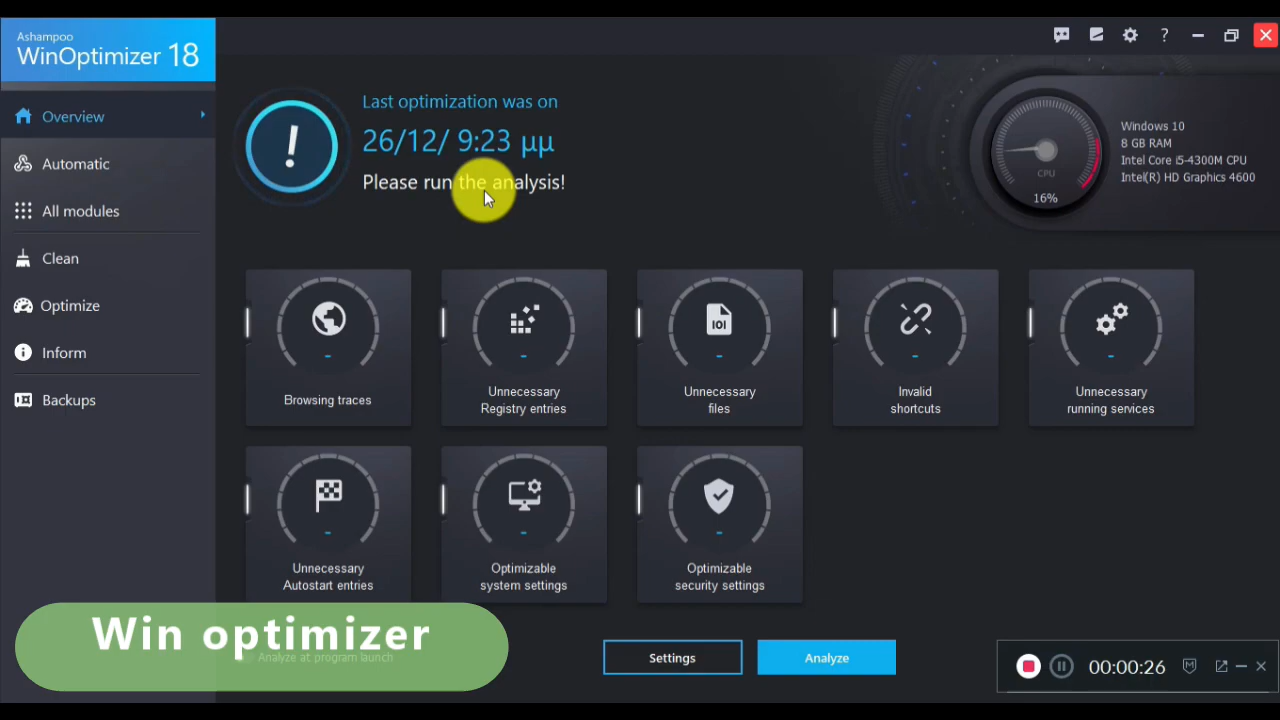 Ashampoo
WinOptimizer 18
Overview
Automatic
All modules
Clean
Optimize
Inform
Backups
Last optimization was on
26/12/ 9:23 μμ
Please run the analysis!
CPU
16%
Windows 10
8 GB RAM
Intel Core i5-4300M CPU
Intel(R) HD Graphics 4600
Browsing traces
Unnecessary
Registry entries
IOI
Unnecessary
files
Invalid
shortcuts
Unnecessary
running services
Unnecessary
Autostart entries
Optimizable
system settings
Optimizable
security settings
Win optimizer
Analyze at program launch
Settings
Analyze
00:00:26